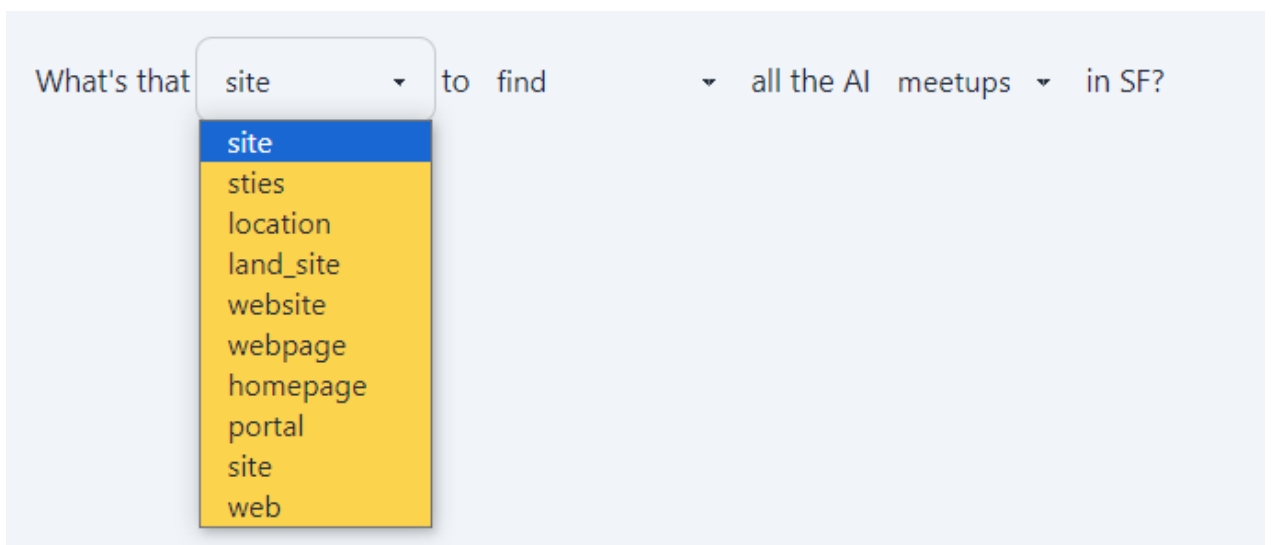 What's that site to find all the AI meetups in SF?
site
sties
location
land_site
website
webpage
homepage
portal
site
web